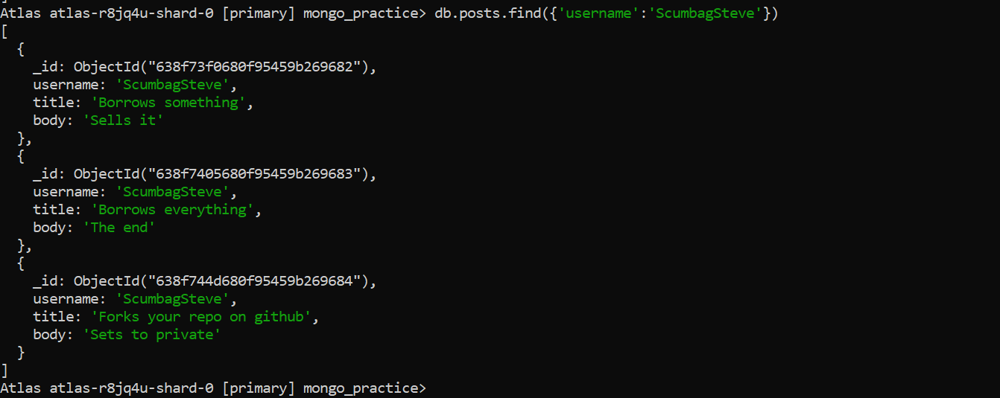 Atlas atlas-r8jq4u-shard-0 [primary] mongo_practice> db.posts.find({'username':'ScumbagSteve'})
[
  {
    _id: ObjectId("638f73f0680f95459b269682"),
    username: 'ScumbagSteve',
    title: 'Borrows something',
    body: 'Sells it'
  },
  {
    _id: ObjectId("638f7405680f95459b269683"),
    username: 'ScumbagSteve',
    title: 'Borrows everything',
    body: 'The end'
  },
  {
    _id: ObjectId("638f744d680f95459b269684"),
    username: 'ScumbagSteve',
    title: 'Forks your repo on github',
    body: 'Sets to private'
  }
]
Atlas atlas-r8jq4u-shard-0 [primary] mongo_practice>